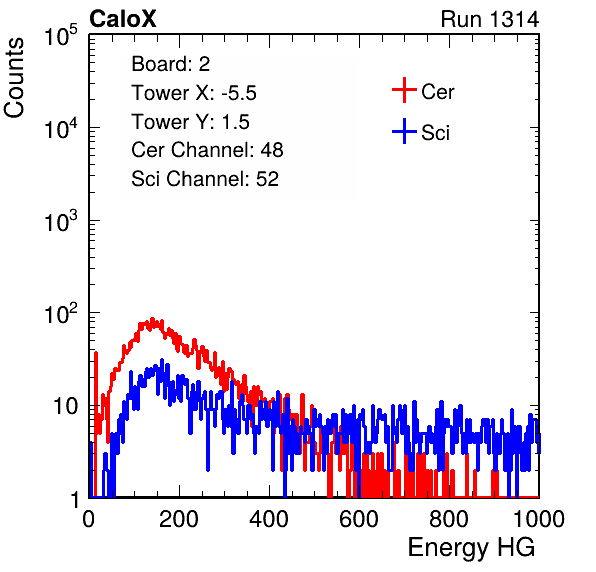 CaloX Run 1314
Counts
10^5
10^4
10^3
10^2
10
1
Board: 2
Tower X: -5.5
Tower Y: 1.5
Cer Channel: 48
Sci Channel: 52
Cer
Sci
0 200 400 600 800 1000
Energy HG